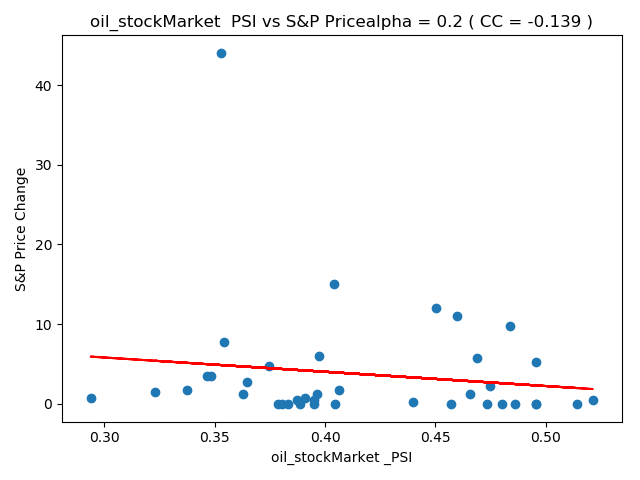 oil_stockMarket  PSI vs S&P Pricealpha = 0.2 ( CC = -0.139 )
40
30
20
10
0
S&P Price Change
0.30 0.35 0.40 0.45 0.50
oil_stockMarket _PSI